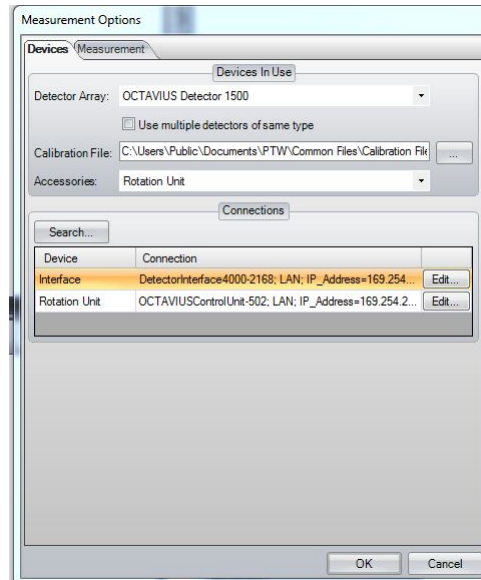 Measurement Options
Devices Measurement
Devices In Use
Detector Array: OCTAVIUS Detector 1500
Use multiple detectors of same type
Calibration File: C:\Users\Public\Documents\PTW\Common Files\Calibration File ...
Accessories: Rotation Unit
Connections
Search...
Device Connection
Interface DetectorInterface4000-2168; LAN; IP_Address=169.254... Edit...
Rotation Unit OCTAVIUSControlUnit-502; LAN; IP_Address=169.254.2... Edit...
OK Cancel